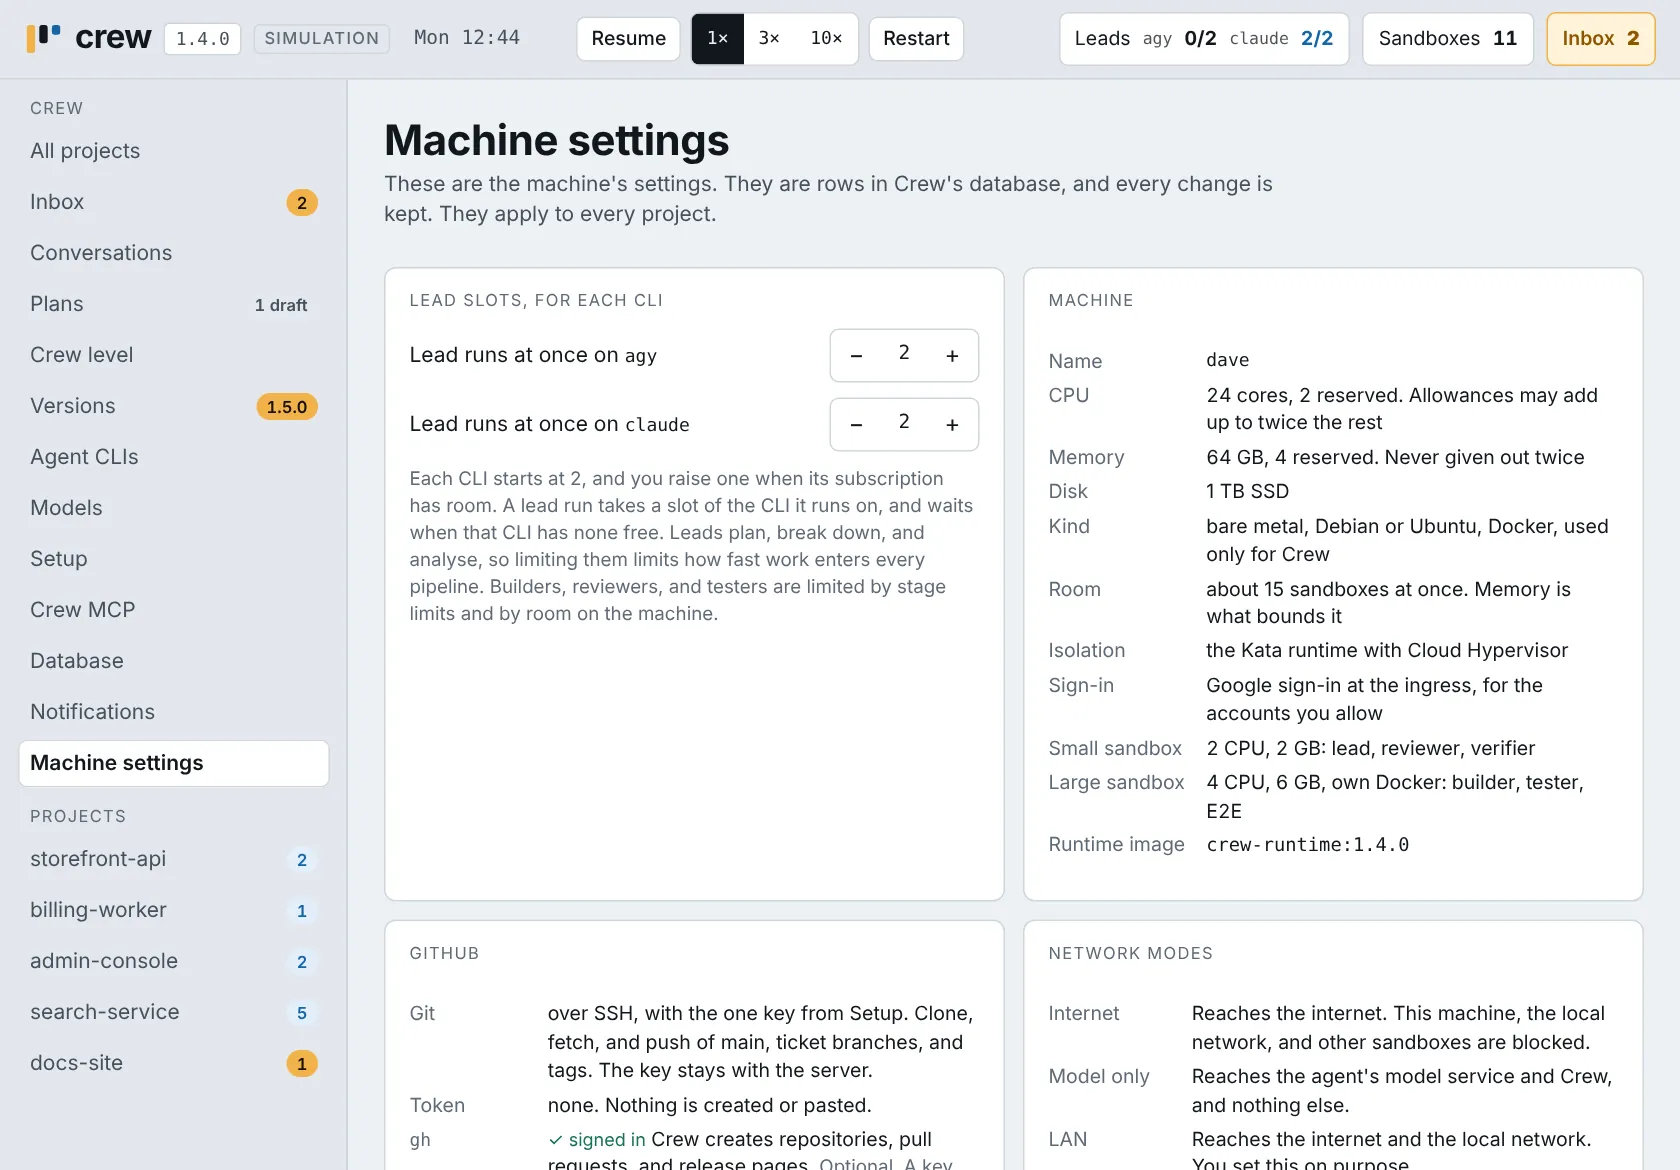 crew 1.4.0 SIMULATION Mon 12:44 Resume 1× 3× 10× Restart Leads agy 0/2 claude 2/2 Sandboxes 11 Inbox 2
CREW
All projects
Inbox 2
Conversations
Plans 1 draft
Crew level
Versions 1.5.0
Agent CLIs
Models
Setup
Crew MCP
Database
Notifications
Machine settings
PROJECTS
storefront-api 2
billing-worker 1
admin-console 2
search-service 5
docs-site 1
Machine settings
These are the machine's settings. They are rows in Crew's database, and every change is
kept. They apply to every project.
LEAD SLOTS, FOR EACH CLI
Lead runs at once on agy − 2 +
Lead runs at once on claude − 2 +
Each CLI starts at 2, and you raise one when its subscription
has room. A lead run takes a slot of the CLI it runs on, and waits
when that CLI has none free. Leads plan, break down, and
analyse, so limiting them limits how fast work enters every
pipeline. Builders, reviewers, and testers are limited by stage
limits and by room on the machine.
MACHINE
Name dave
CPU 24 cores, 2 reserved. Allowances may add
up to twice the rest
Memory 64 GB, 4 reserved. Never given out twice
Disk 1 TB SSD
Kind bare metal, Debian or Ubuntu, Docker, used
only for Crew
Room about 15 sandboxes at once. Memory is
what bounds it
Isolation the Kata runtime with Cloud Hypervisor
Sign-in Google sign-in at the ingress, for the
accounts you allow
Small sandbox 2 CPU, 2 GB: lead, reviewer, verifier
Large sandbox 4 CPU, 6 GB, own Docker: builder, tester,
E2E
Runtime image crew-runtime:1.4.0
GITHUB
Git over SSH, with the one key from Setup. Clone,
fetch, and push of main, ticket branches, and
tags. The key stays with the server.
Token none. Nothing is created or pasted.
gh ✓ signed in Crew creates repositories, pull
requests, and release pages. Optional. A key
NETWORK MODES
Internet Reaches the internet. This machine, the local
network, and other sandboxes are blocked.
Model only Reaches the agent's model service and Crew,
and nothing else.
LAN Reaches the internet and the local network.
You set this on purpose.